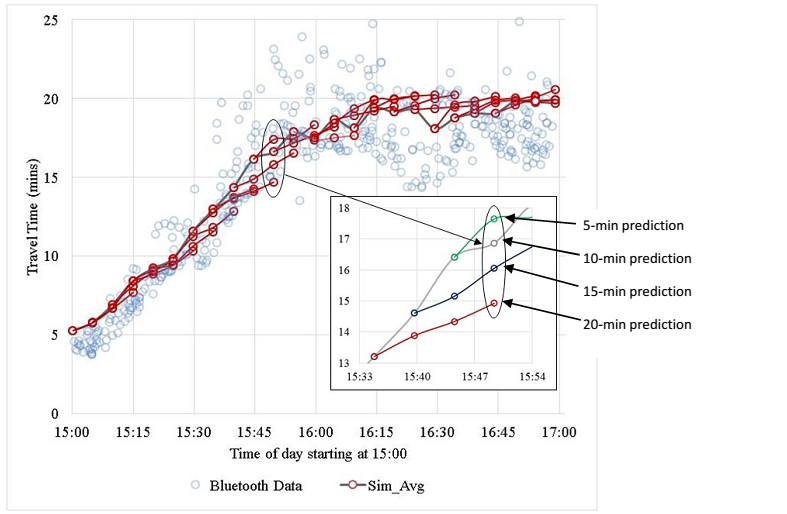 25
20
15
10
5
0
Travel Time (mins)
15:00 15:15 15:30 15:45 16:00 16:15 16:30 16:45 17:00
Time of day starting at 15:00
Bluetooth Data Sim_Avg
18
17
16
15
14
13
15:33 15:40 15:47 15:54
5-min prediction
10-min prediction
15-min prediction
20-min prediction